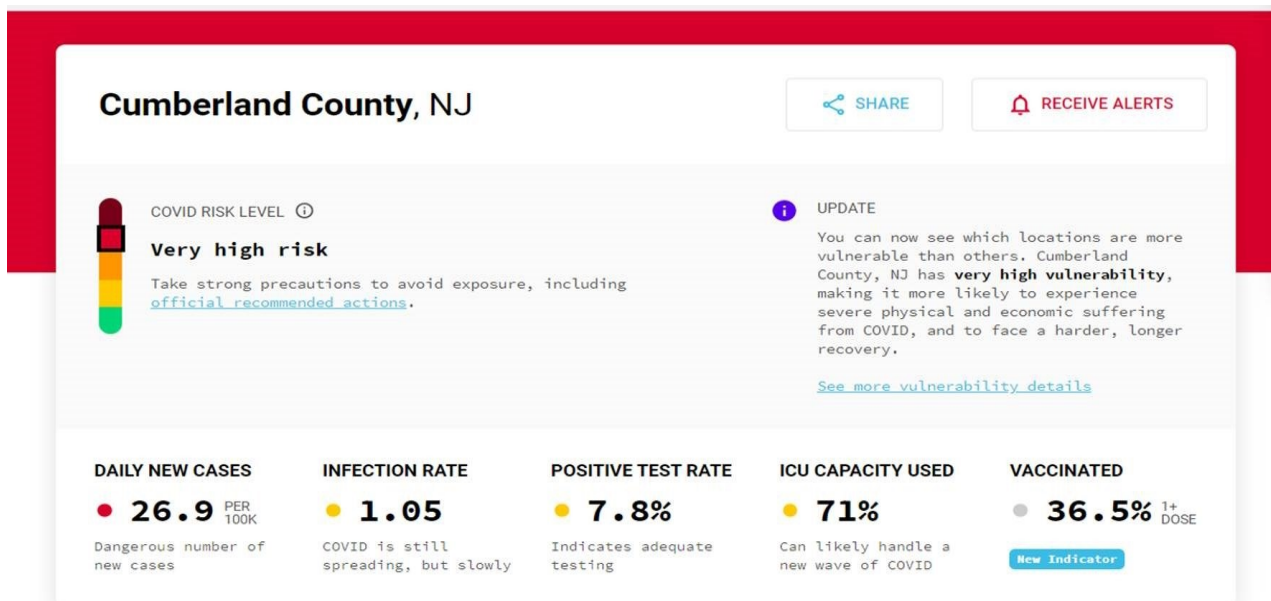 Cumberland County, NJ
SHARE
RECEIVE ALERTS
COVID RISK LEVEL
Very high risk
Take strong precautions to avoid exposure, including
official recommended actions.
UPDATE
You can now see which locations are more
vulnerable than others. Cumberland
County, NJ has very high vulnerability,
making it more likely to experience
severe physical and economic suffering
from COVID, and to face a harder, longer
recovery.
See more vulnerability details
DAILY NEW CASES
26.9 PER 100K
Dangerous number of
new cases
INFECTION RATE
1.05
COVID is still
spreading, but slowly
POSITIVE TEST RATE
7.8%
Indicates adequate
testing
ICU CAPACITY USED
71%
Can likely handle a
new wave of COVID
VACCINATED
36.5% 1+ DOSE
New Indicator